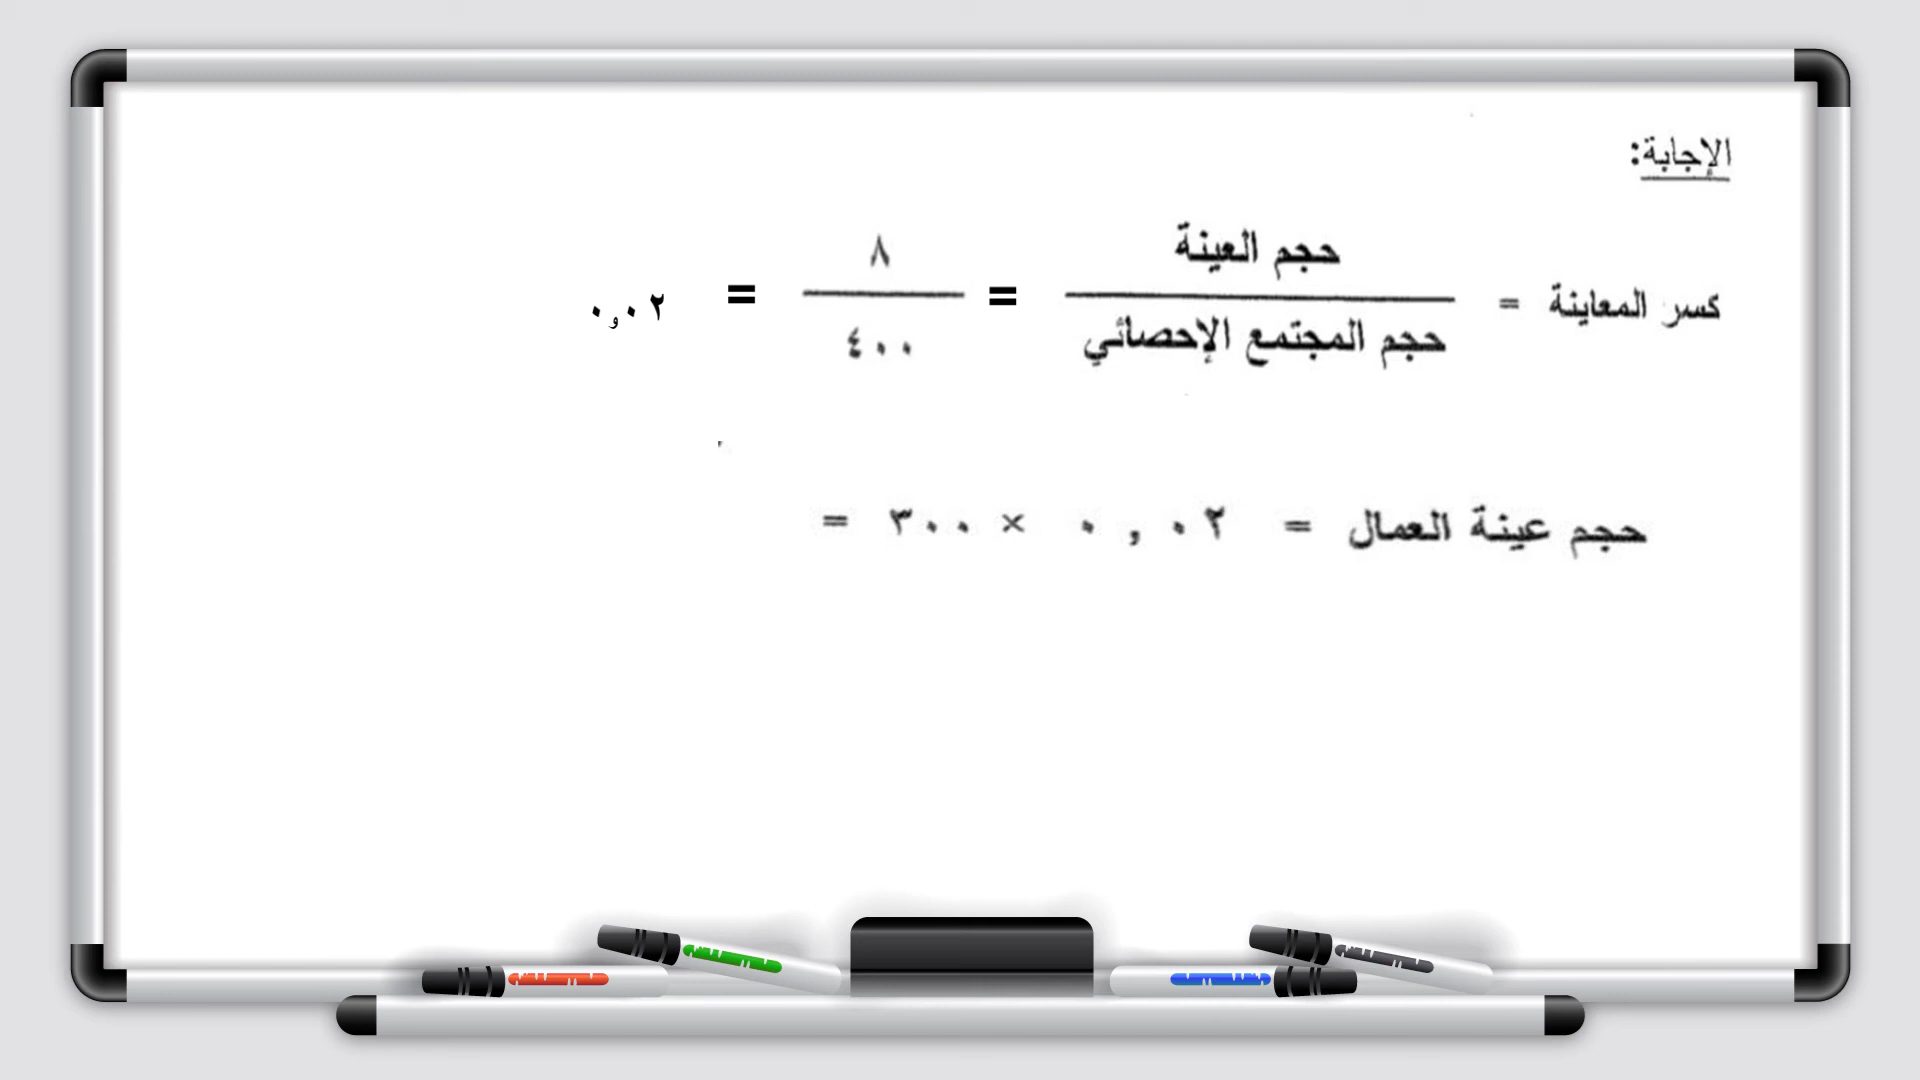 الإجابة:
كسر المعاينة = حجم العينة / حجم المجتمع الإحصائي = ٨ / ٤٠٠ = ٠,٠٢
حجم عينة العمال = ٠,٠٢ × ٣٠٠ =